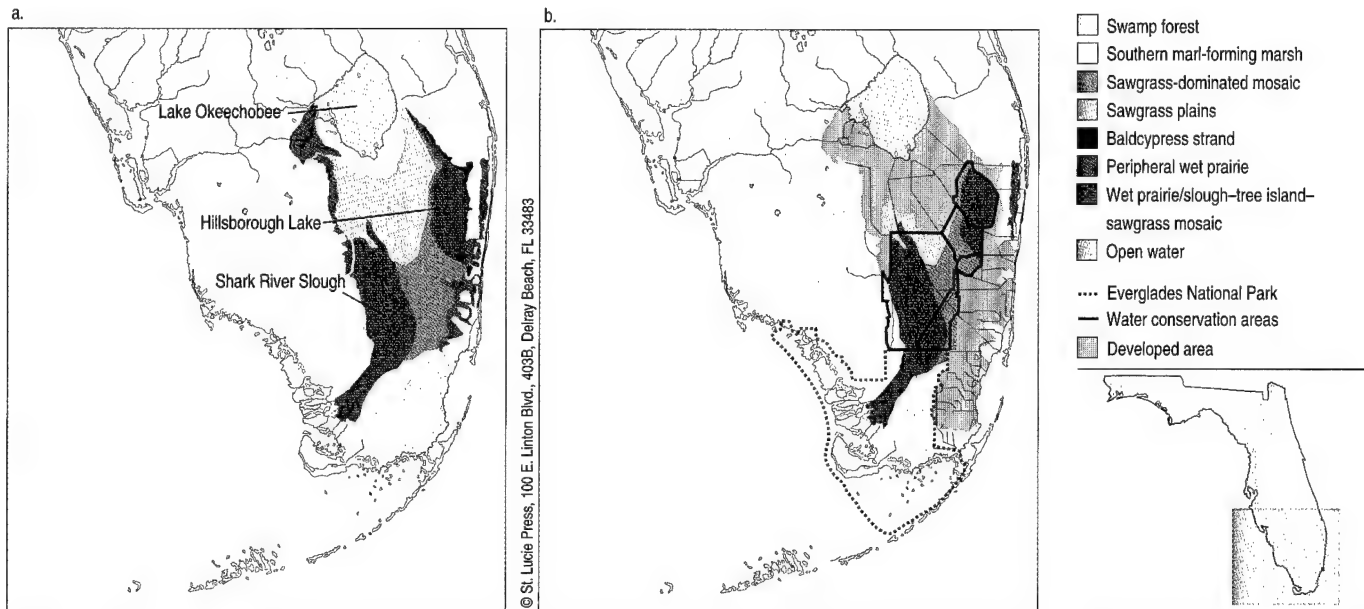 a.
Lake Okeechobee
Hillsborough Lake
Shark River Slough
© St. Lucie Press, 100 E. Linton Blvd., 403B, Delray Beach, FL 33483
b.
Swamp forest
Southern marl-forming marsh
Sawgrass-dominated mosaic
Sawgrass plains
Baldcypress strand
Peripheral wet prairie
Wet prairie/slough–tree island–
sawgrass mosaic
Open water
Everglades National Park
Water conservation areas
Developed area